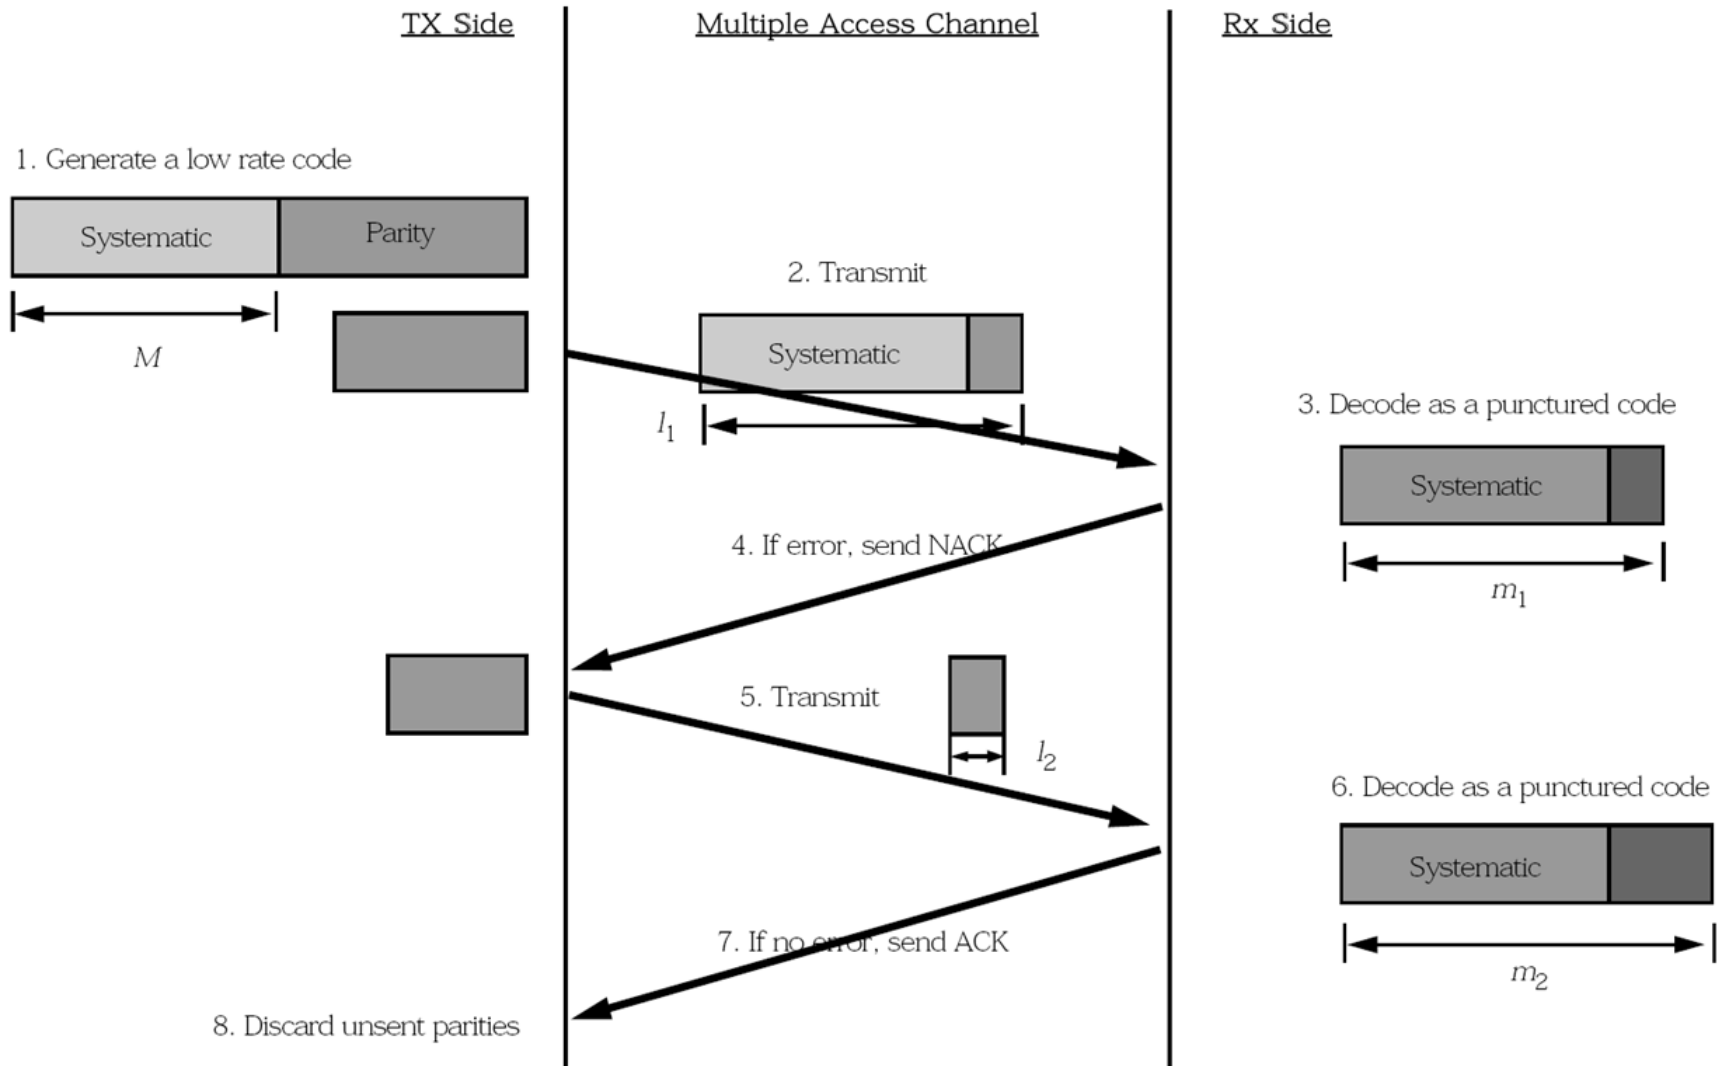 TX Side
Multiple Access Channel
Rx Side
1. Generate a low rate code
Systematic
Parity
M
2. Transmit
Systematic
l1
3. Decode as a punctured code
Systematic
m1
4. If error, send NACK
5. Transmit
l2
6. Decode as a punctured code
Systematic
m2
7. If no error, send ACK
8. Discard unsent parities